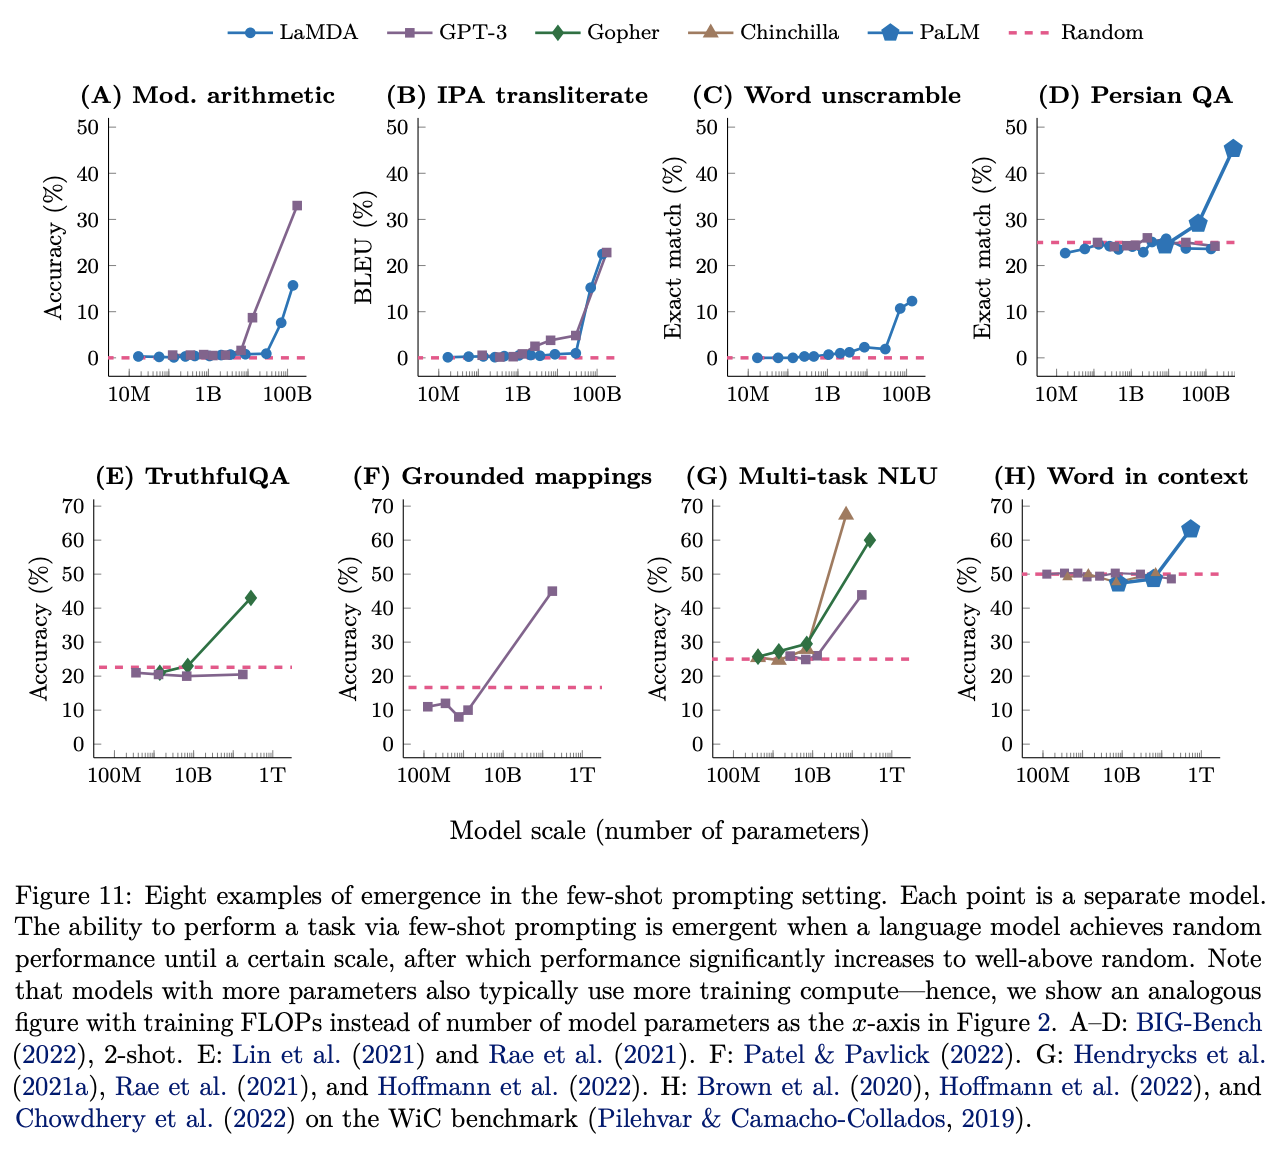 LaMDA GPT-3 Gopher Chinchilla PaLM Random
(A) Mod. arithmetic
Accuracy (%)
50
40
30
20
10
0
10M 1B 100B
(B) IPA transliterate
BLEU (%)
50
40
30
20
10
0
10M 1B 100B
(C) Word unscramble
Exact match (%)
50
40
30
20
10
0
10M 1B 100B
(D) Persian QA
Exact match (%)
50
40
30
20
10
0
10M 1B 100B
(E) TruthfulQA
Accuracy (%)
70
60
50
40
30
20
10
0
100M 10B 1T
(F) Grounded mappings
Accuracy (%)
70
60
50
40
30
20
10
0
100M 10B 1T
(G) Multi-task NLU
Accuracy (%)
70
60
50
40
30
20
10
0
100M 10B 1T
(H) Word in context
Accuracy (%)
70
60
50
40
30
20
10
0
100M 10B 1T
Model scale (number of parameters)
Figure 11: Eight examples of emergence in the few-shot prompting setting. Each point is a separate model.
The ability to perform a task via few-shot prompting is emergent when a language model achieves random
performance until a certain scale, after which performance significantly increases to well-above random. Note
that models with more parameters also typically use more training compute—hence, we show an analogous
figure with training FLOPs instead of number of model parameters as the x-axis in Figure 2. A–D: BIG-Bench
(2022), 2-shot. E: Lin et al. (2021) and Rae et al. (2021). F: Patel & Pavlick (2022). G: Hendrycks et al.
(2021a), Rae et al. (2021), and Hoffmann et al. (2022). H: Brown et al. (2020), Hoffmann et al. (2022), and
Chowdhery et al. (2022) on the WiC benchmark (Pilehvar & Camacho-Collados, 2019).